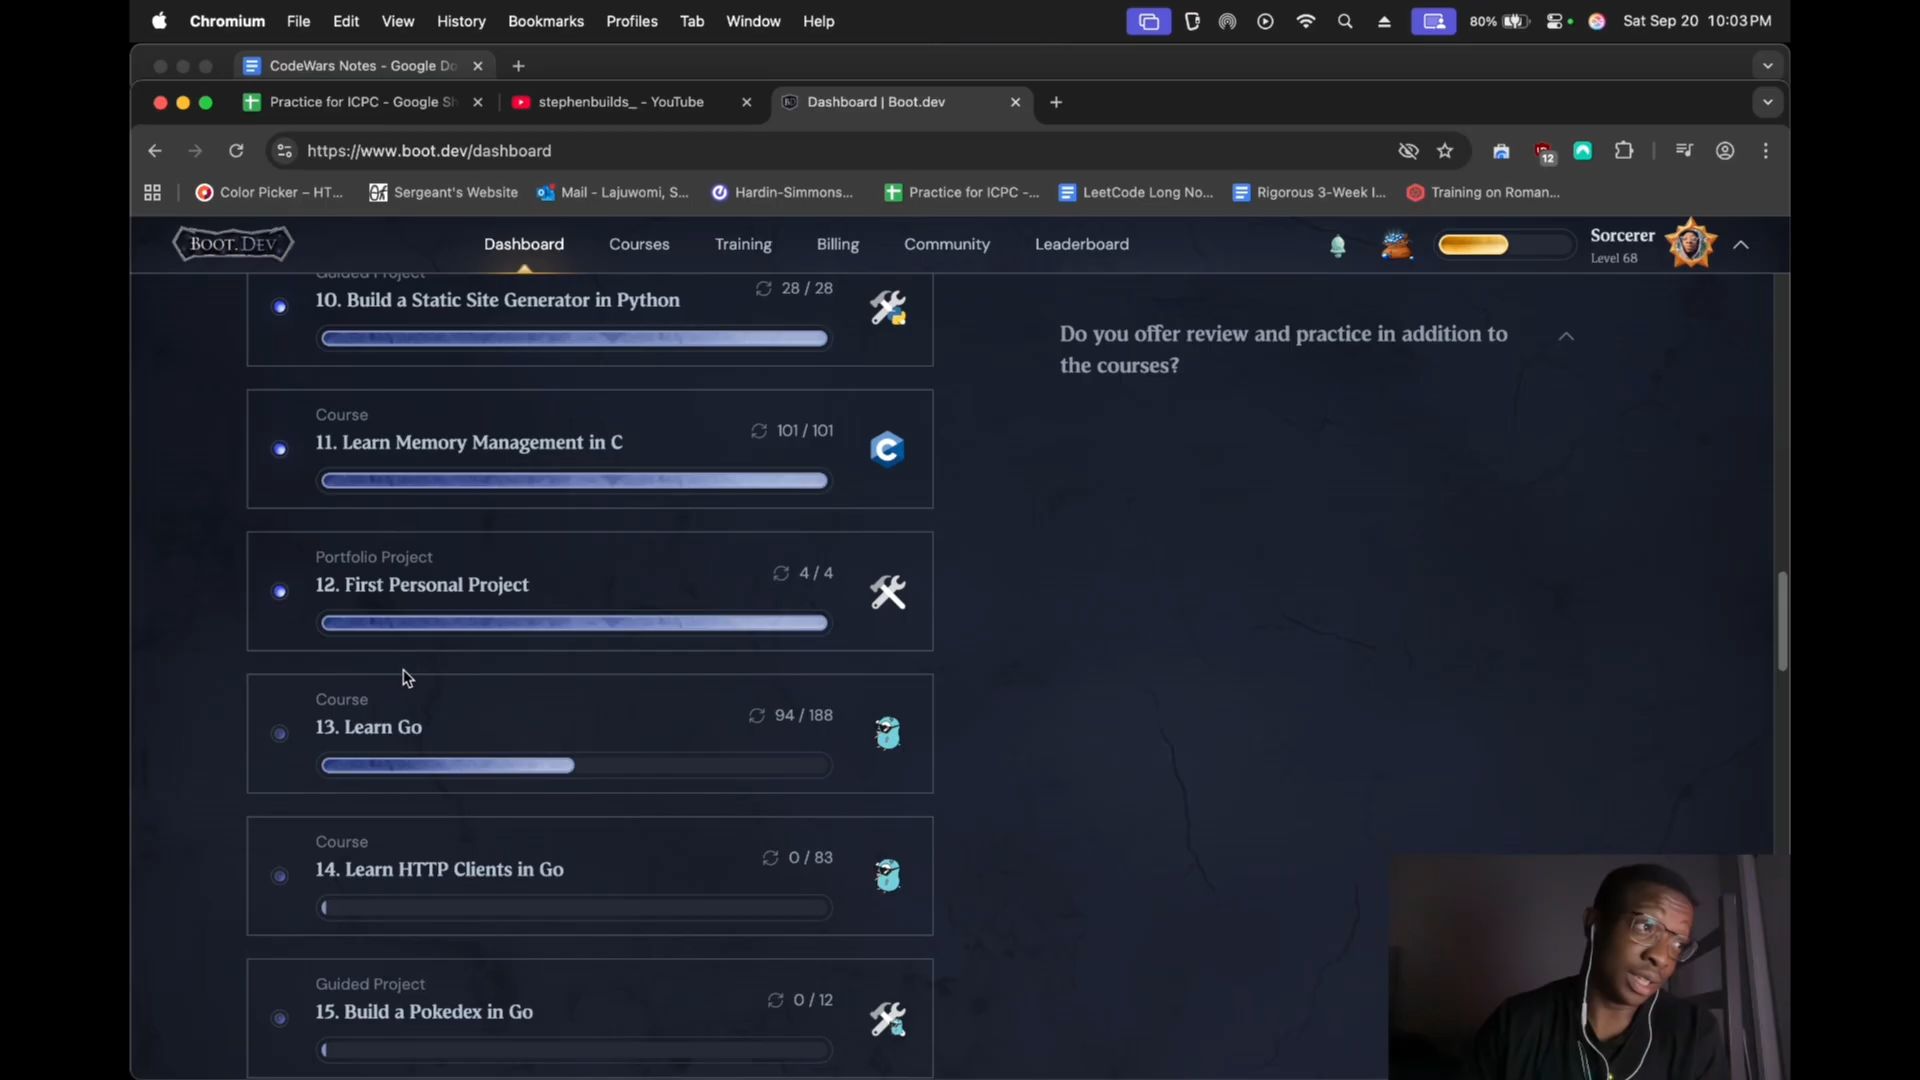 Chromium File Edit View History Bookmarks Profiles Tab Window Help 80% Sat Sep 20 10:03 PM
CodeWars Notes - Google Do
Practice for ICPC - Google Sh stephenbuilds_ - YouTube Dashboard | Boot.dev
https://www.boot.dev/dashboard 12
Color Picker – HT... Sergeant's Website Mail - Lajuwomi, S... Hardin-Simmons... Practice for ICPC -... LeetCode Long No... Rigorous 3-Week I... Training on Roman...
BOOT.DEV Dashboard Courses Training Billing Community Leaderboard Sorcerer
Level 68
Guided Project
10. Build a Static Site Generator in Python 28 / 28
Do you offer review and practice in addition to
the courses?
Course
11. Learn Memory Management in C 101 / 101
Portfolio Project
12. First Personal Project 4 / 4
Course
13. Learn Go 94 / 188
Course
14. Learn HTTP Clients in Go 0 / 83
Guided Project
15. Build a Pokedex in Go 0 / 12